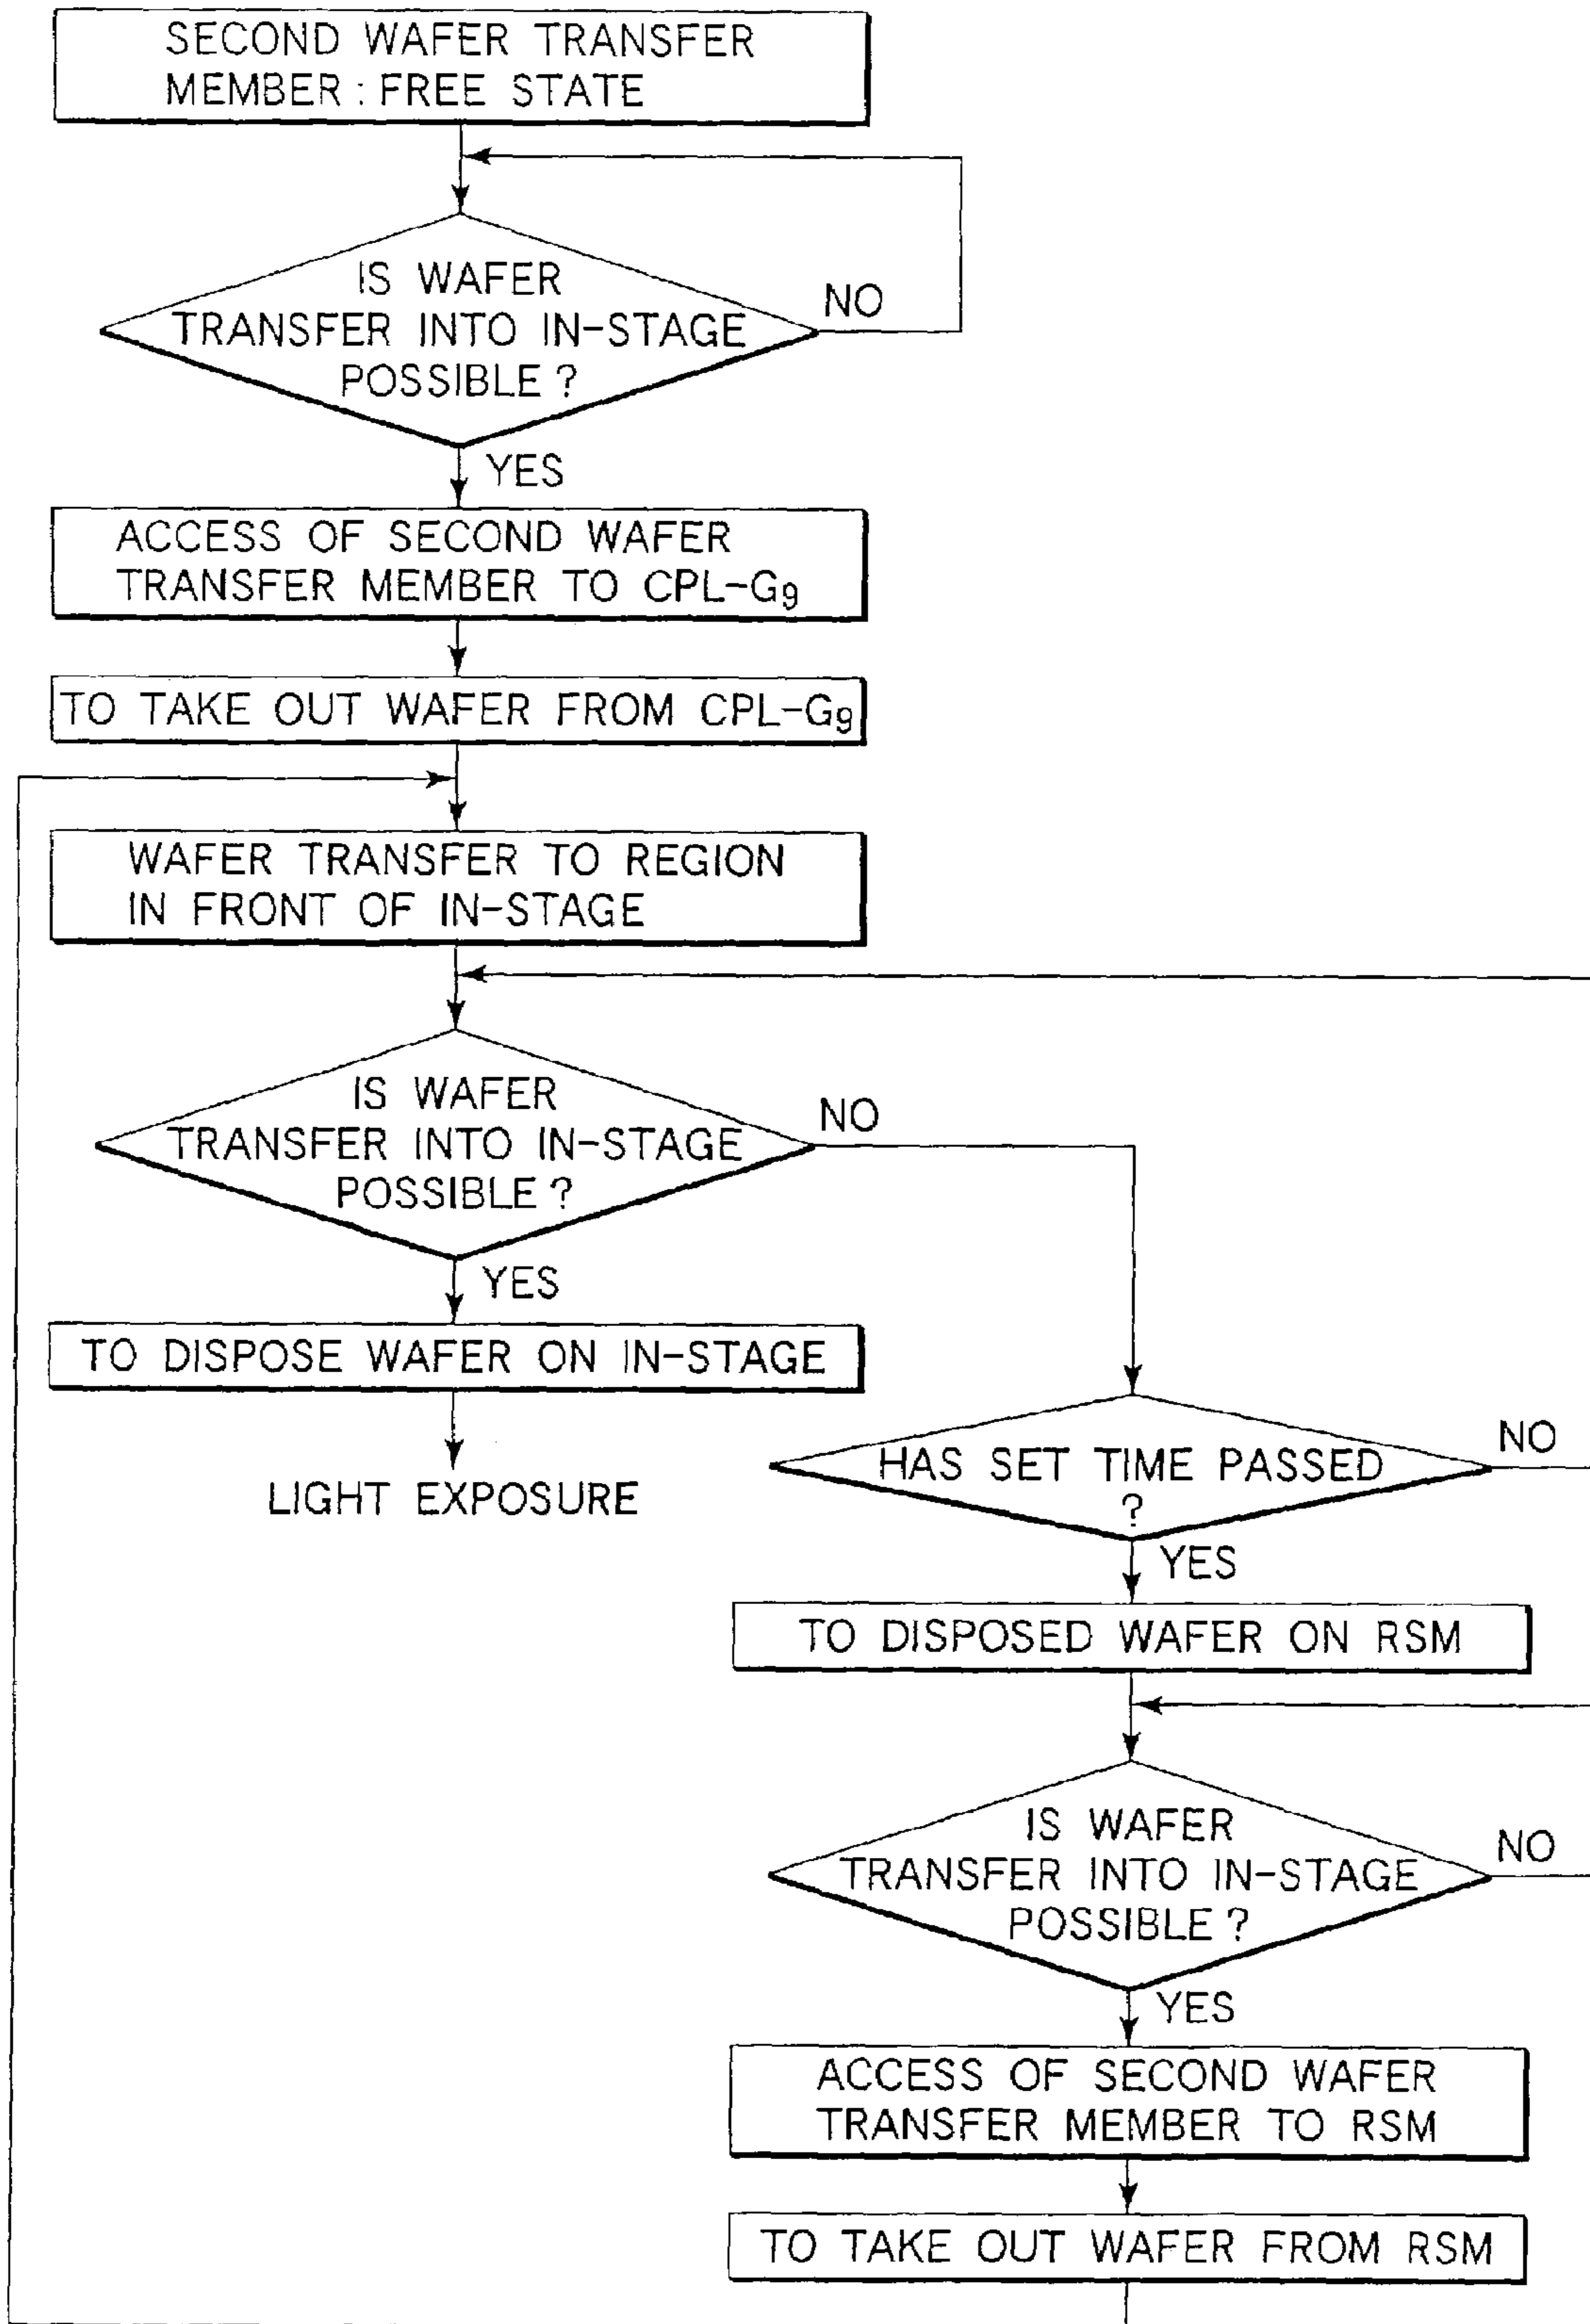 SECOND WAFER TRANSFER
MEMBER : FREE STATE
IS WAFER
TRANSFER INTO IN-STAGE
POSSIBLE ?
NO
YES
ACCESS OF SECOND WAFER
TRANSFER MEMBER TO CPL-G9
TO TAKE OUT WAFER FROM CPL-G9
WAFER TRANSFER TO REGION
IN FRONT OF IN-STAGE
IS WAFER
TRANSFER INTO IN-STAGE
POSSIBLE ?
NO
YES
TO DISPOSE WAFER ON IN-STAGE
LIGHT EXPOSURE
HAS SET TIME PASSED
?
NO
YES
TO DISPOSED WAFER ON RSM
IS WAFER
TRANSFER INTO IN-STAGE
POSSIBLE ?
NO
YES
ACCESS OF SECOND WAFER
TRANSFER MEMBER TO RSM
TO TAKE OUT WAFER FROM RSM